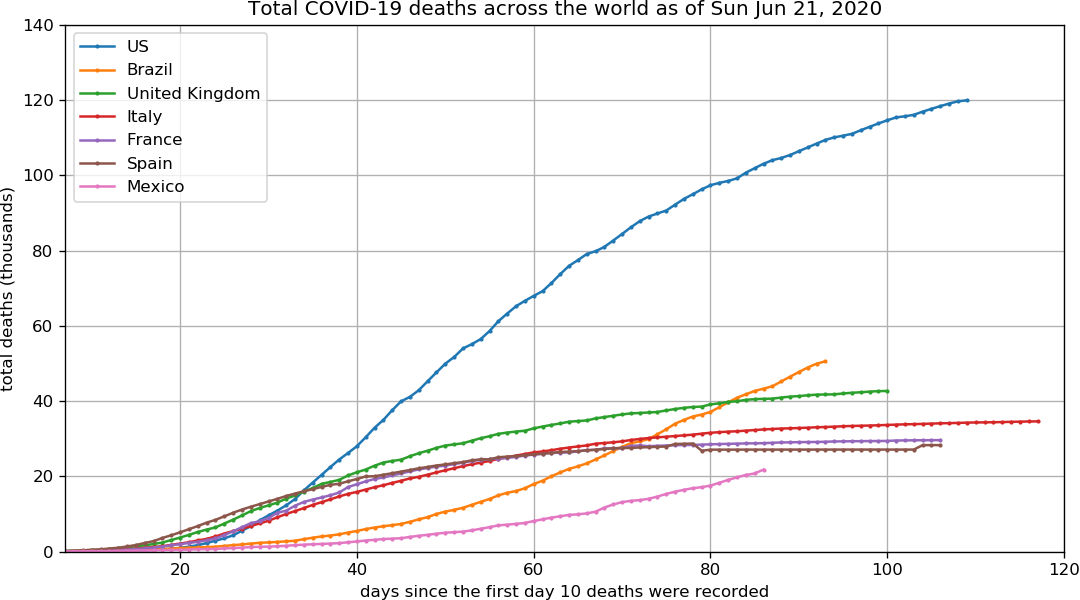 Total COVID-19 deaths across the world as of Sun Jun 21, 2020
140
120
100
80
60
40
20
0
total deaths (thousands)
US
Brazil
United Kingdom
Italy
France
Spain
Mexico
20 40 60 80 100 120
days since the first day 10 deaths were recorded